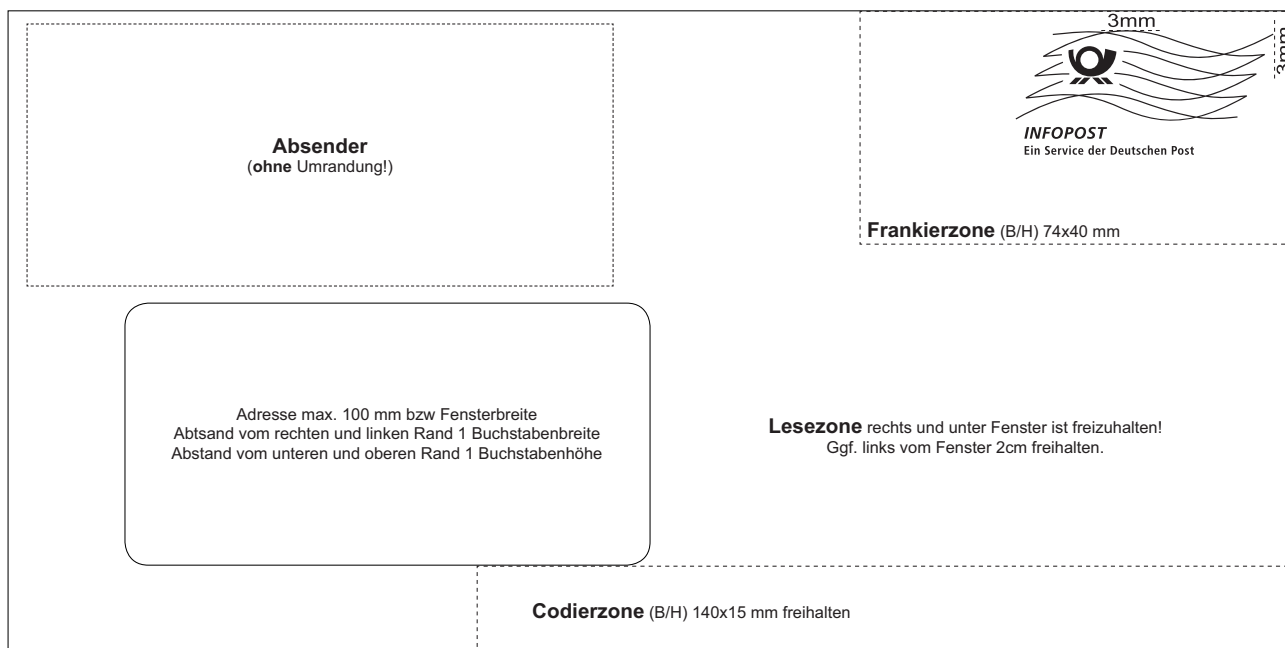 3mm
3mm
INFOPOST
Ein Service der Deutschen Post
Absender
(ohne Umrandung!)
Frankierzone (B/H) 74x40 mm
Adresse max. 100 mm bzw Fensterbreite
Abtsand vom rechten und linken Rand 1 Buchstabenbreite
Abstand vom unteren und oberen Rand 1 Buchstabenhöhe
Lesezone rechts und unter Fenster ist freizuhalten!
Ggf. links vom Fenster 2cm freihalten.
Codierzone (B/H) 140x15 mm freihalten